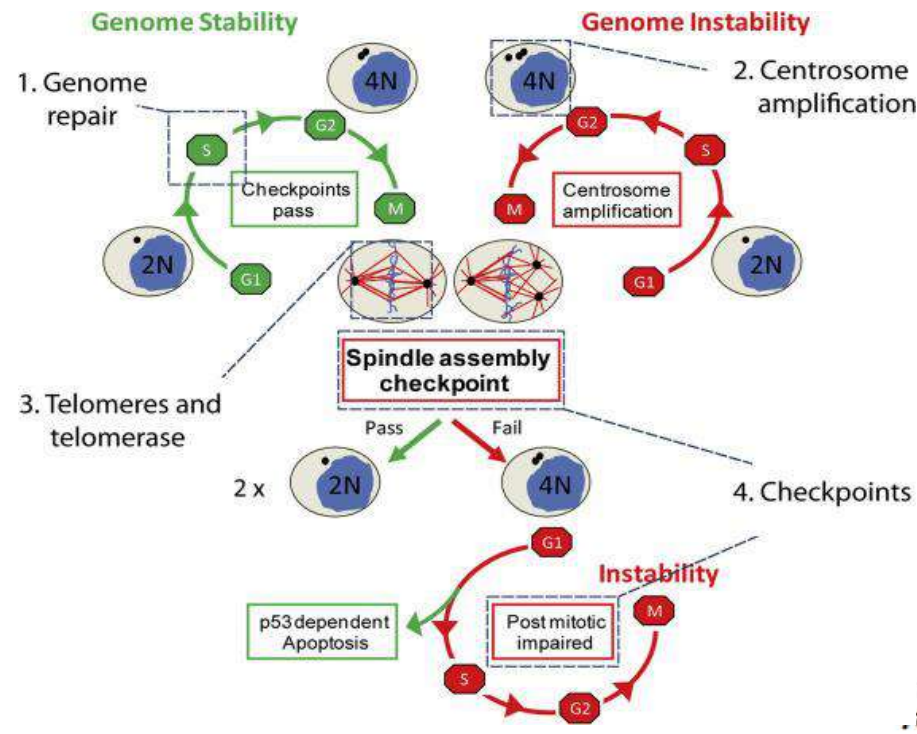 Genome Stability
Genome Instability
1. Genome
repair
2. Centrosome
amplification
4N
4N
G2
G2
S
S
Checkpoints
pass
Centrosome
amplification
M
M
2N
G1
G1
2N
Spindle assembly
checkpoint
3. Telomeres and
telomerase
Pass
Fail
2 x
2N
4N
4. Checkpoints
G1
Instability
M
p53 dependent
Apoptosis
Post mitotic
impaired
S
G2